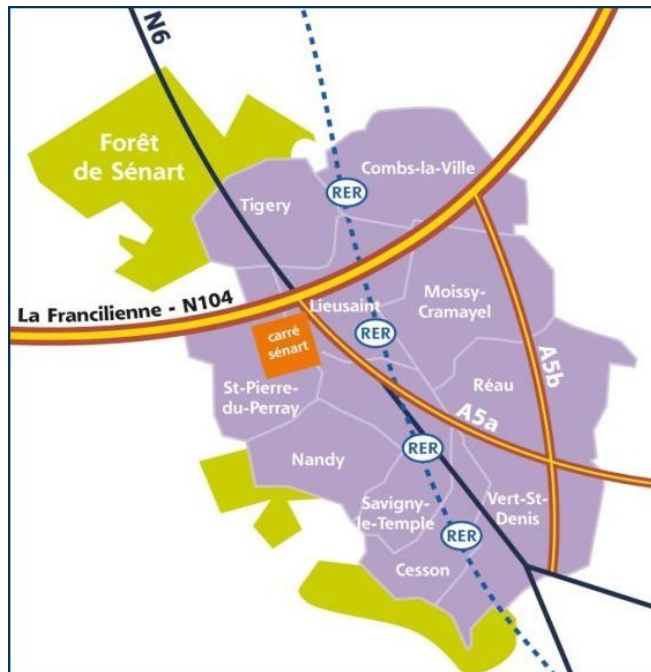 N6
Forêt
de Sénart
Combs-la-Ville
RER
Tigery
La Francilienne - N104
Lieusaint
Moissy-
Cramayel
carré
sénart
RER
A5b
St-Pierre-
du-Perray
Réau
A5a
Nandy
RER
Savigny-
le-Temple
Vert-St-
Denis
RER
Cesson